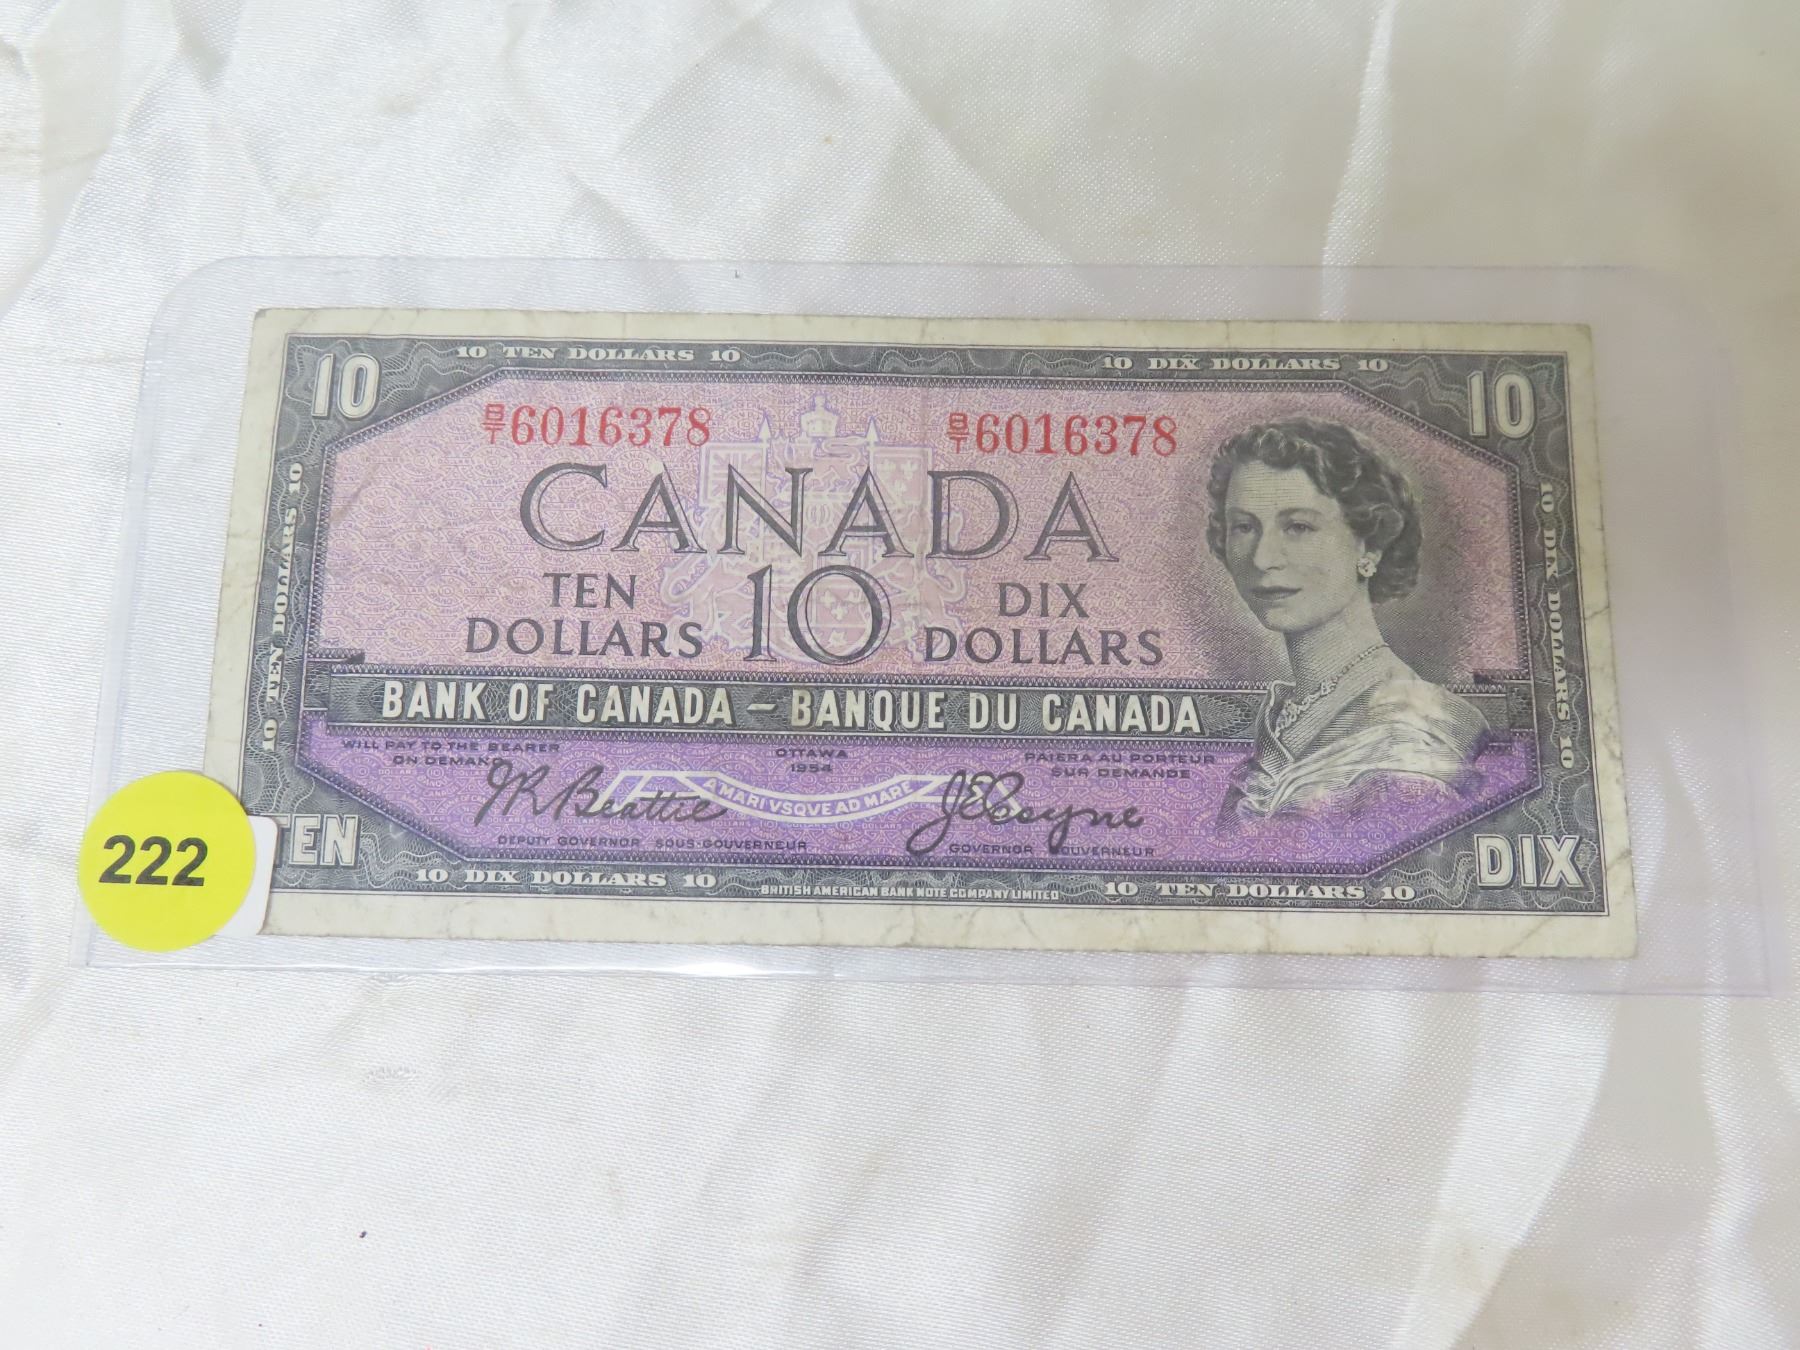 10 TEN DOLLARS 10
10 DIX DOLLARS 10
10
10
B/T 6016378
B/T 6016378
CANADA
TEN DOLLARS
10
DIX DOLLARS
10 TEN DOLLARS 10
10 DIX DOLLARS 10
BANK OF CANADA – BANQUE DU CANADA
WILL PAY TO THE BEARER
ON DEMAND
OTTAWA
1954
PAIERA AU PORTEUR
SUR DEMANDE
A MARI VSQVE AD MARE
JR Beattie
J E Coyne
DEPUTY GOVERNOR SOUS-GOUVERNEUR
GOVERNOR GOUVERNEUR
TEN
DIX
10 DIX DOLLARS 10
BRITISH AMERICAN BANK NOTE COMPANY LIMITED
10 TEN DOLLARS 10
222